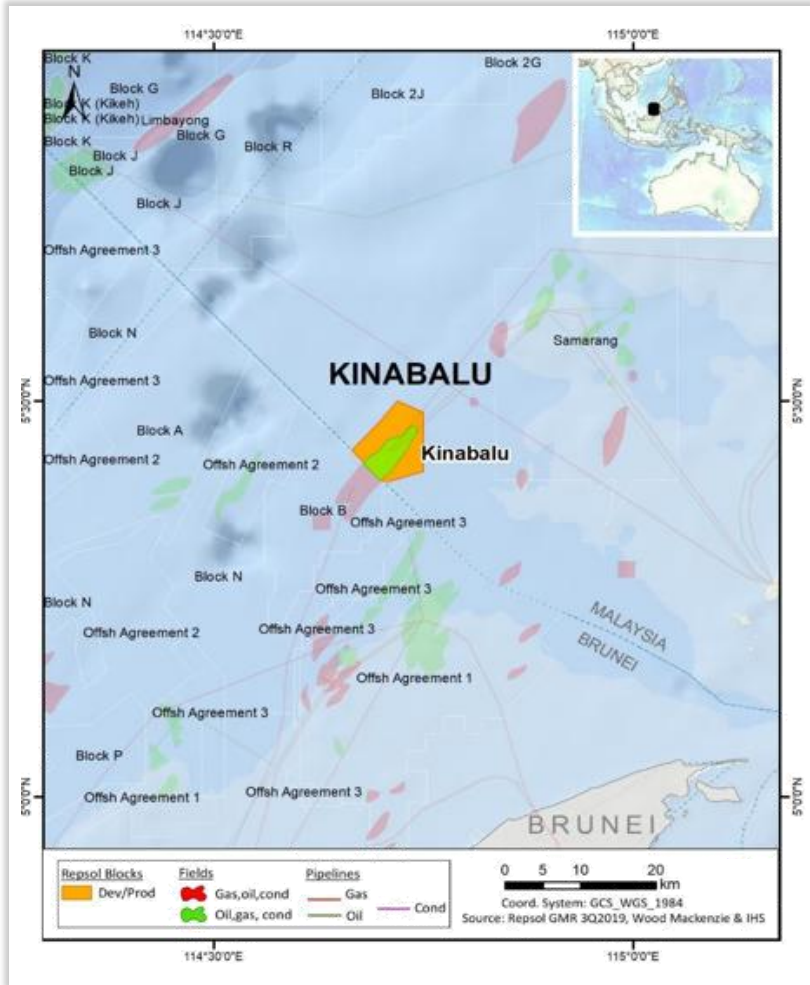 114°30'0"E
115°0'0"E
Block K
Block 2G
N
Block G
Block 2J
Block K (Kikeh)
Block K (Kikeh)
Limbayong
Block G
Block K
Block R
Block J
Block J
Block J
Offsh Agreement 3
Block N
Samarang
KINABALU
Offsh Agreement 3
5°30'0"N
5°30'0"N
Block A
Kinabalu
Offsh Agreement 2
Offsh Agreement 2
Block B
Offsh Agreement 3
Block N
Offsh Agreement 3
Block N
MALAYSIA
Offsh Agreement 2
Offsh Agreement 3
BRUNEI
Offsh Agreement 1
Offsh Agreement 3
Block P
Offsh Agreement 1
Offsh Agreement 3
5°0'0"N
5°0'0"N
BRUNEI
Repsol Blocks
Dev/Prod
Fields
Gas,oil,cond
Oil,gas, cond
Pipelines
Gas
Oil
Cond
0 5 10 20
km
Coord. System: GCS_WGS_1984
Source: Repsol GMR 3Q2019, Wood Mackenzie & IHS
114°30'0"E
115°0'0"E